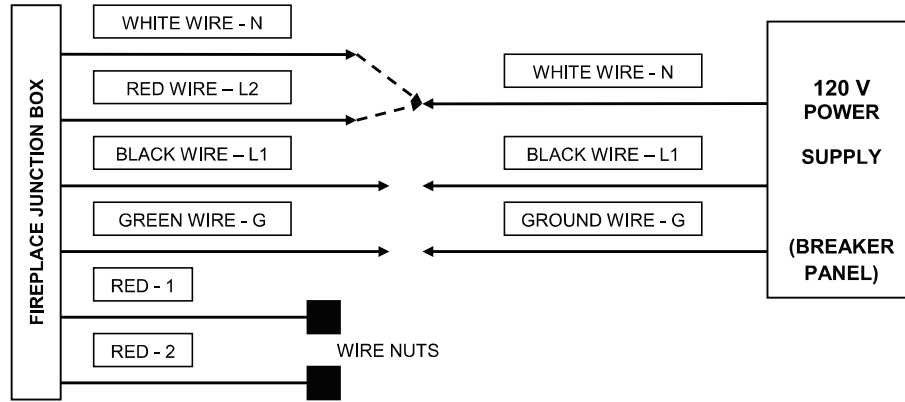 WHITE WIRE - N
RED WIRE – L2
BLACK WIRE – L1
GREEN WIRE - G
RED - 1
RED - 2
FIREPLACE JUNCTION BOX
WIRE NUTS
WHITE WIRE - N
BLACK WIRE – L1
GROUND WIRE - G
120 V
POWER
SUPPLY
(BREAKER
PANEL)